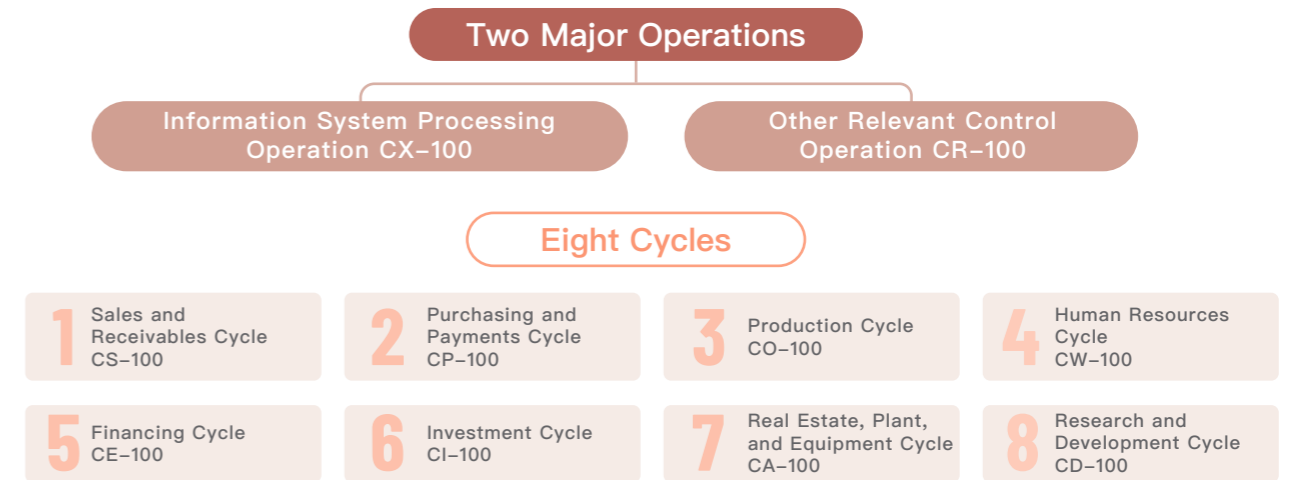 Two Major Operations
Information System Processing
Operation CX–100
Other Relevant Control
Operation CR–100
Eight Cycles
1
Sales and
Receivables Cycle
CS–100
2
Purchasing and
Payments Cycle
CP–100
3
Production Cycle
CO–100
4
Human Resources
Cycle
CW–100
5
Financing Cycle
CE–100
6
Investment Cycle
CI–100
7
Real Estate, Plant,
and Equipment Cycle
CA–100
8
Research and
Development Cycle
CD–100